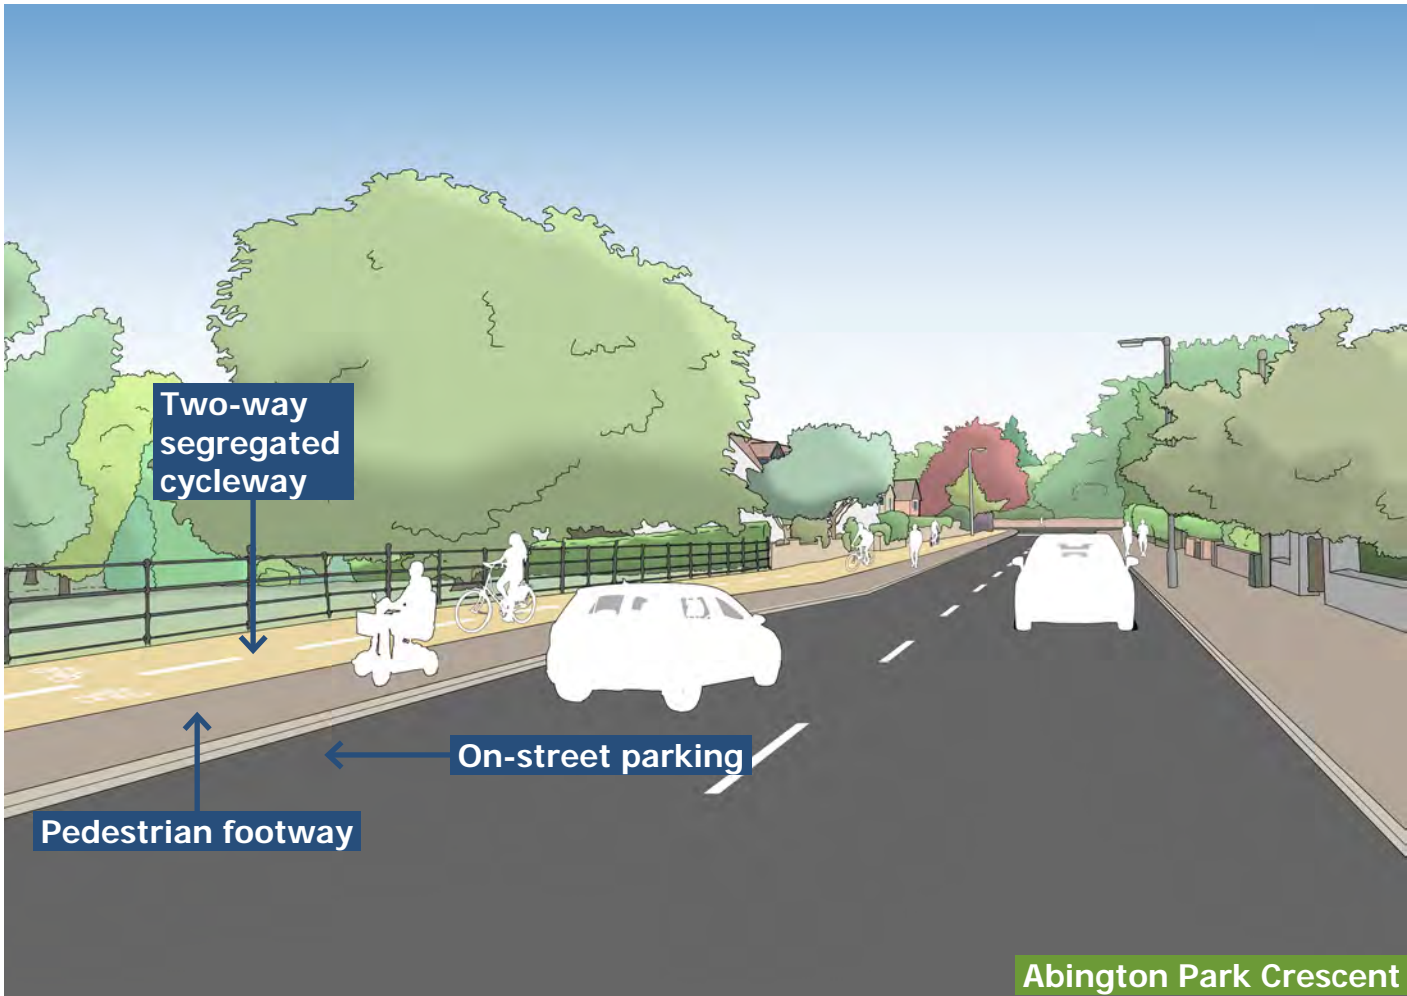 Two-way
segregated
cycleway
On-street parking
Pedestrian footway
Abington Park Crescent